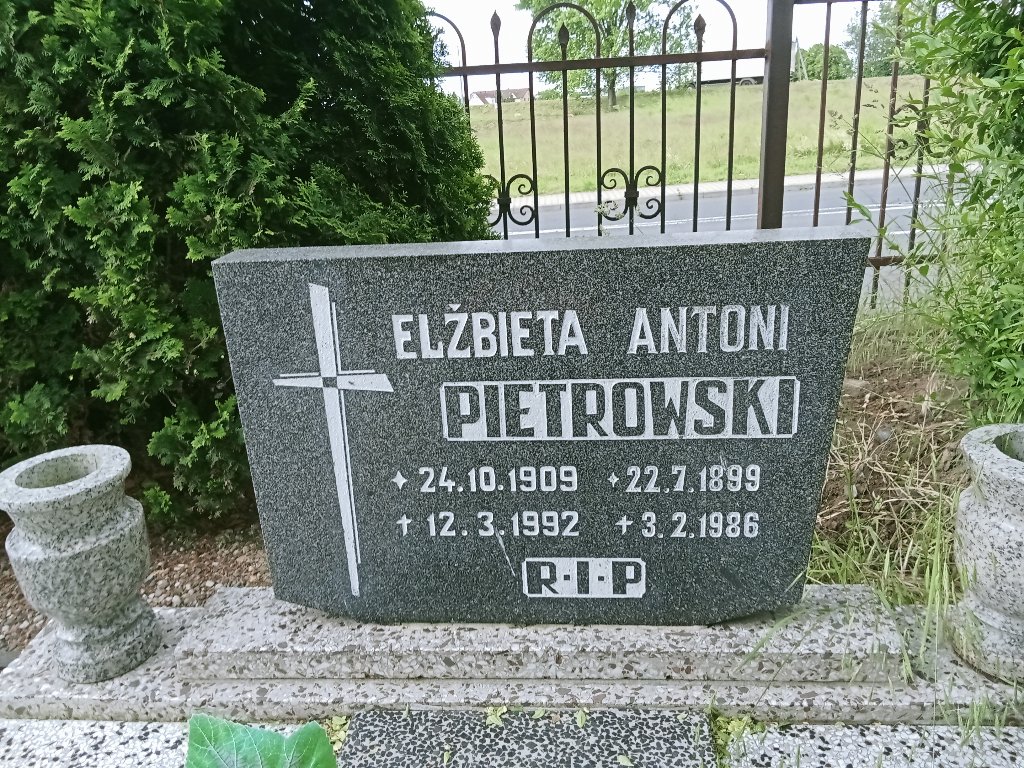 ELŻBIETA ANTONI
PIETROWSKI
24.10.1909 22.7.1899
12.3.1992 3.2.1986
R·I·P